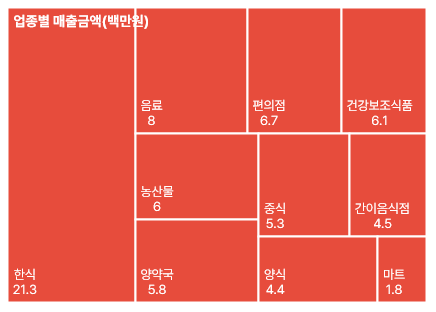 업종별 매출금액(백만원)
한식
21.3
음료
8
편의점
6.7
건강보조식품
6.1
농산물
6
양약국
5.8
중식
5.3
간이음식점
4.5
양식
4.4
마트
1.8